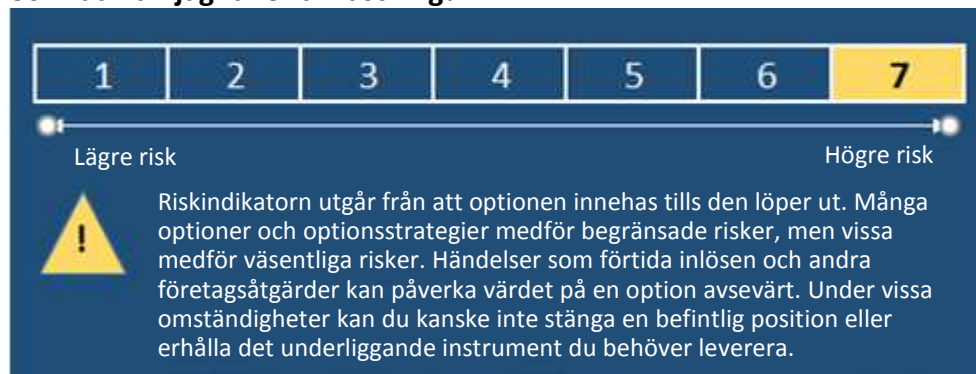 1 2 3 4 5 6 7
Lägre risk Högre risk
!
Riskindikatorn utgår från att optionen innehas tills den löper ut. Många
optioner och optionsstrategier medför begränsade risker, men vissa
medför väsentliga risker. Händelser som förtida inlösen och andra
företagsåtgärder kan påverka värdet på en option avsevärt. Under vissa
omständigheter kan du kanske inte stänga en befintlig position eller
erhålla det underliggande instrument du behöver leverera.